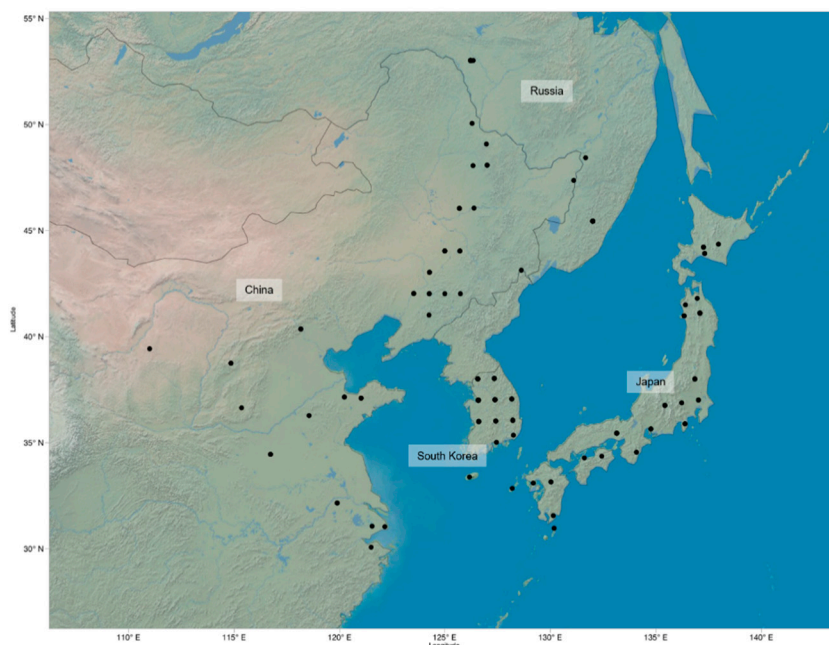 55° N
Russia
50° N
45° N
China
Latitude
40° N
Japan
35° N
South Korea
30° N
110° E 115° E 120° E 125° E 130° E 135° E 140° E
Longitude